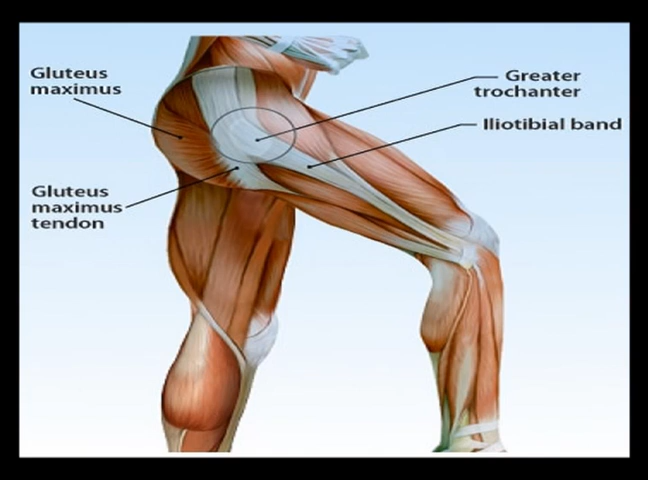 Gluteus
maximus
Greater
trochanter
Iliotibial band
Gluteus
maximus
tendon